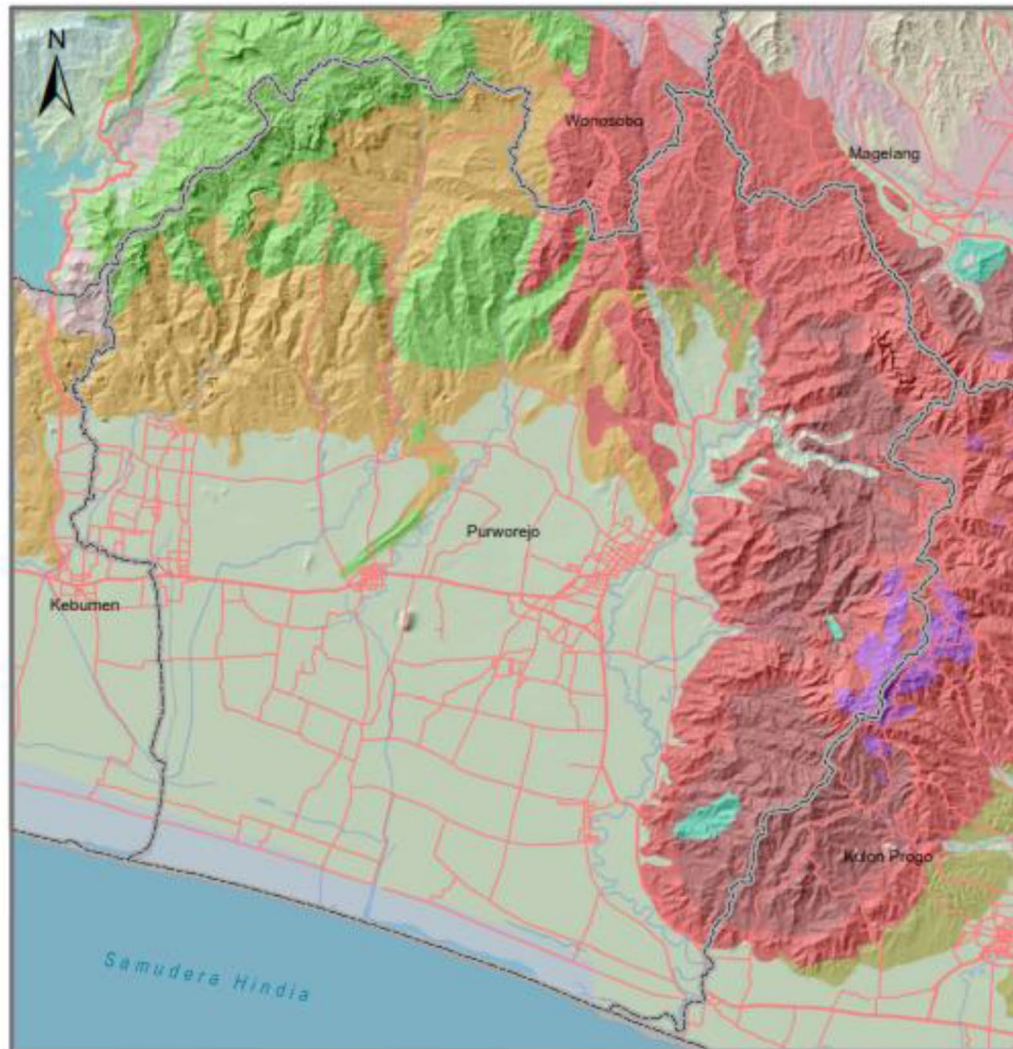 N
Wonosobo
Magelang
Purworejo
Kebumen
Kulon Progo
Samudera Hindia